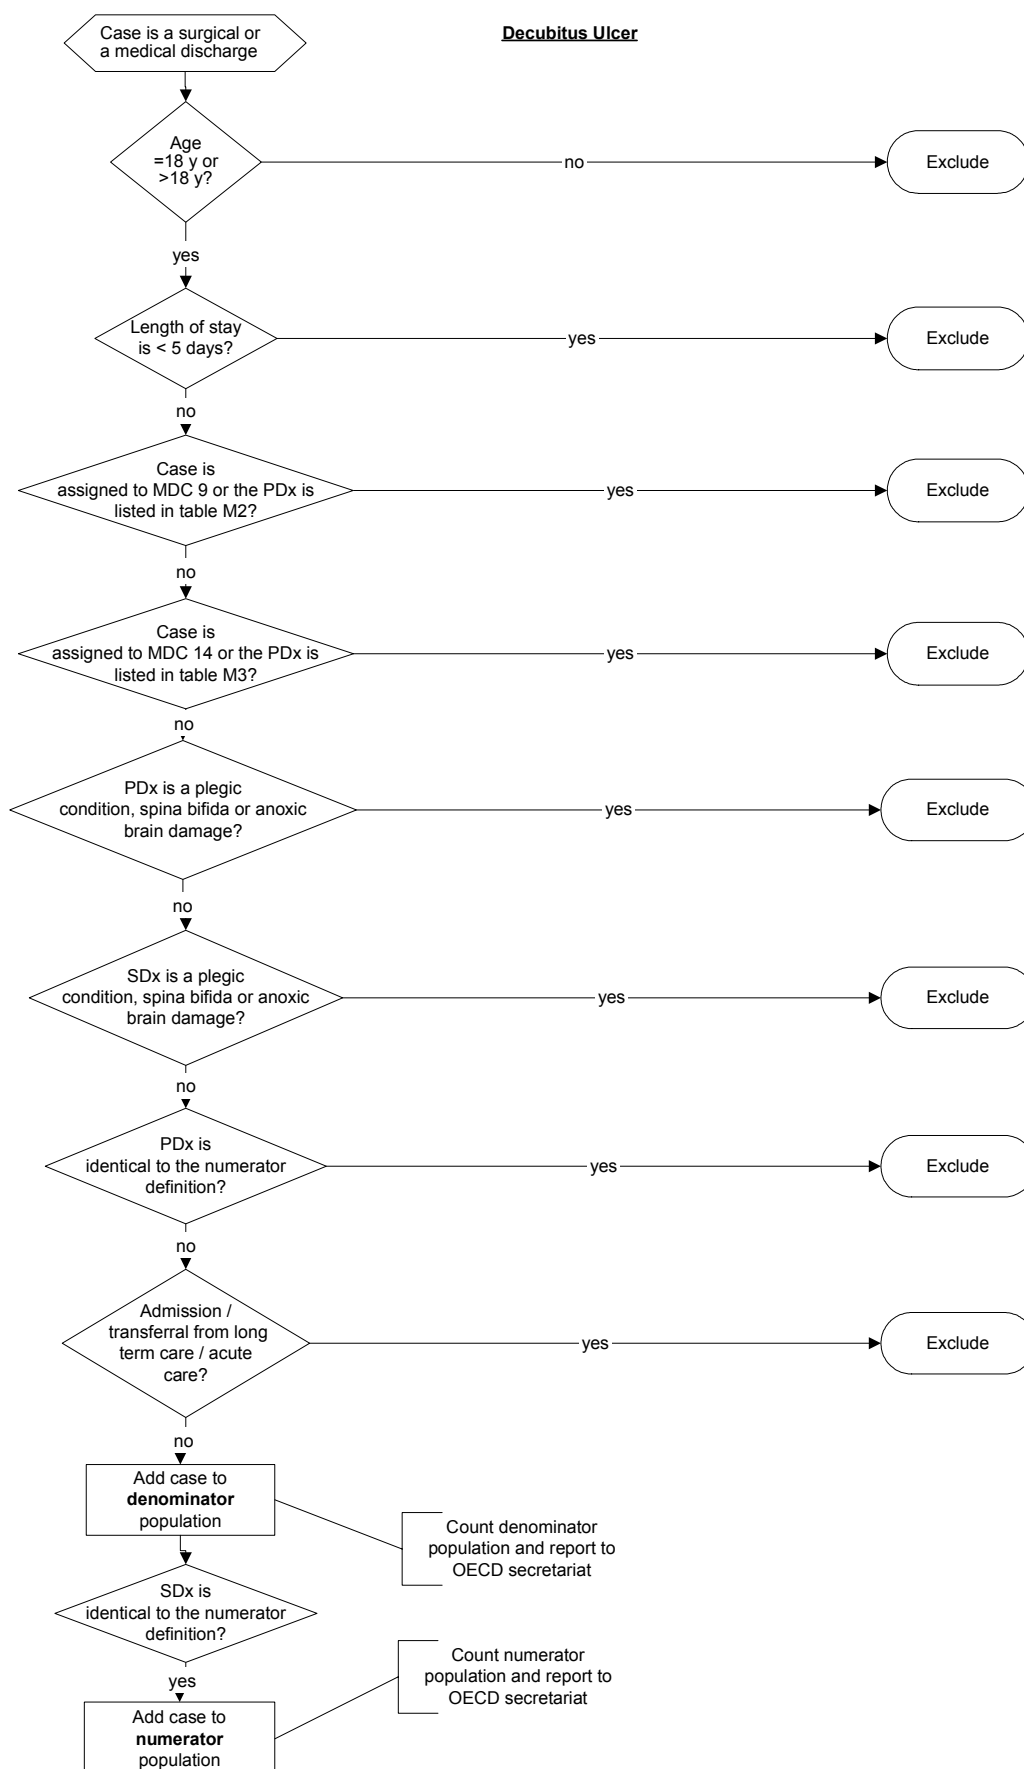 Decubitus Ulcer
Case is a surgical or
a medical discharge
Age
=18 y or
>18 y?
no
Exclude
yes
Length of stay
is < 5 days?
yes
Exclude
no
Case is
assigned to MDC 9 or the PDx is
listed in table M2?
yes
Exclude
no
Case is
assigned to MDC 14 or the PDx is
listed in table M3?
yes
Exclude
no
PDx is a plegic
condition, spina bifida or anoxic
brain damage?
yes
Exclude
no
SDx is a plegic
condition, spina bifida or anoxic
brain damage?
yes
Exclude
no
PDx is
identical to the numerator
definition?
yes
Exclude
no
Admission /
transferral from long
term care / acute
care?
yes
Exclude
no
Add case to
denominator
population
Count denominator
population and report to
OECD secretariat
SDx is
identical to the numerator
definition?
yes
Count numerator
population and report to
OECD secretariat
Add case to
numerator
population